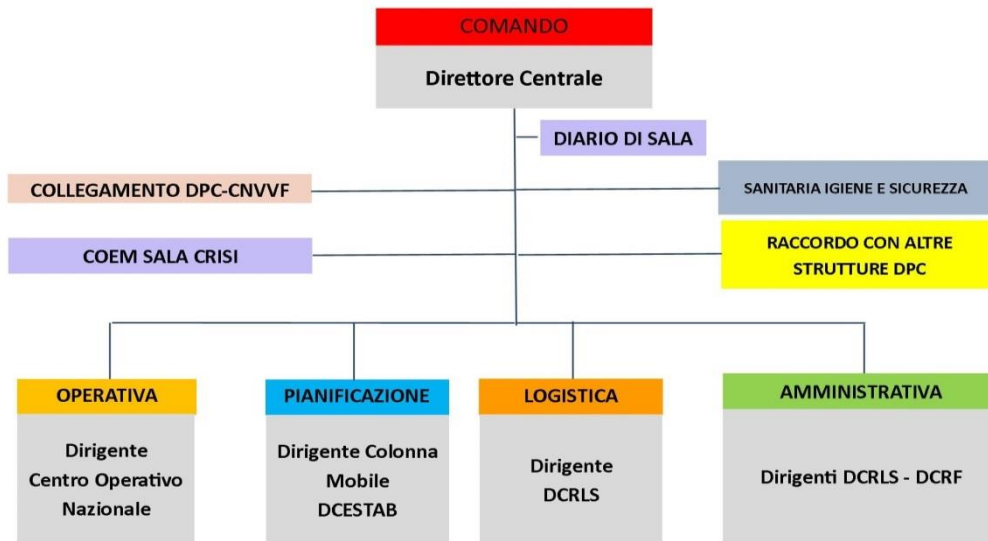 COMANDO
Direttore Centrale
DIARIO DI SALA
COLLEGAMENTO DPC-CNVVF
SANITARIA IGIENE E SICUREZZA
COEM SALA CRISI
RACCORDO CON ALTRE
STRUTTURE DPC
OPERATIVA
Dirigente
Centro Operativo
Nazionale
PIANIFICAZIONE
Dirigente Colonna
Mobile
DCESTAB
LOGISTICA
Dirigente
DCRLS
AMMINISTRATIVA
Dirigenti DCRLS - DCRF